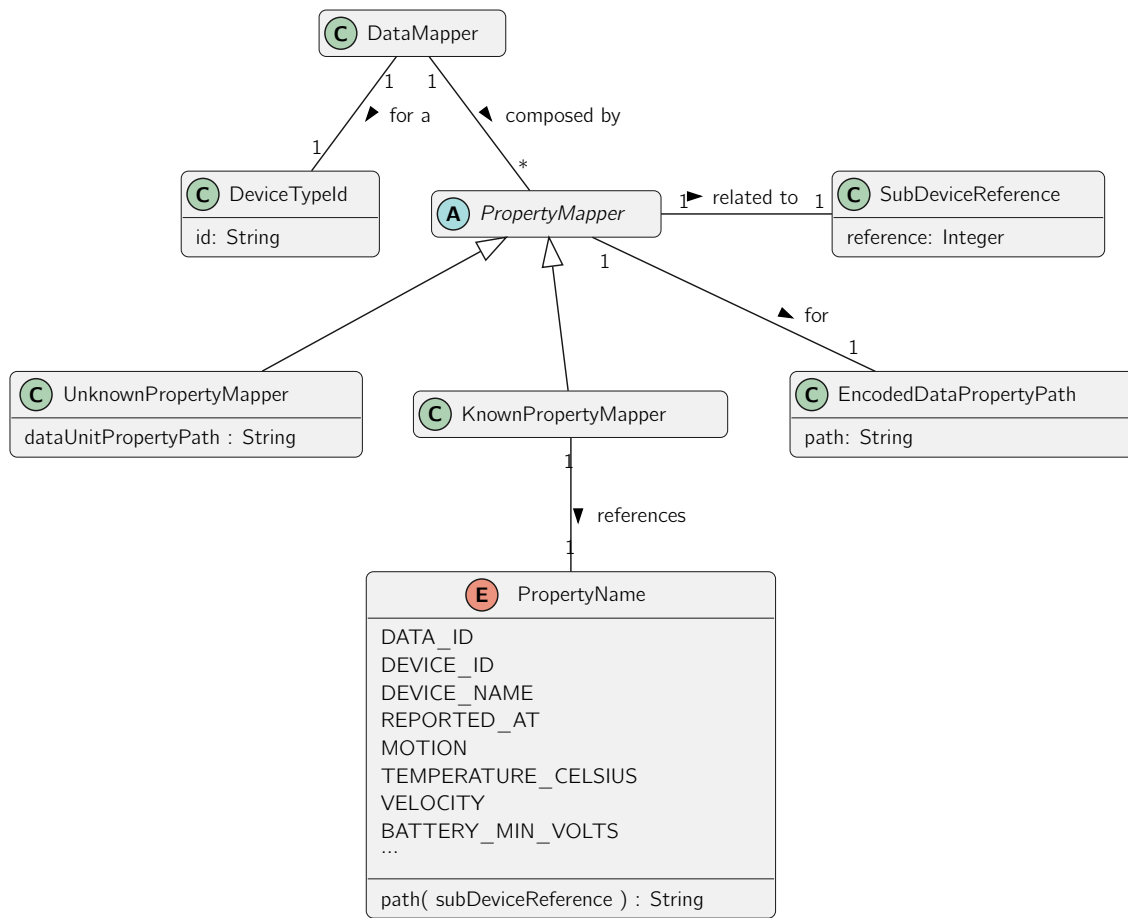 C DataMapper
1 1
for a composed by
1 *
C DeviceTypeId
id: String
A PropertyMapper
1 related to 1
C SubDeviceReference
reference: Integer
1
for
1
C UnknownPropertyMapper
dataUnitPropertyPath : String
C KnownPropertyMapper
C EncodedDataPropertyPath
path: String
1
references
1
E PropertyName
DATA_ID
DEVICE_ID
DEVICE_NAME
REPORTED_AT
MOTION
TEMPERATURE_CELSIUS
VELOCITY
BATTERY_MIN_VOLTS
...
path( subDeviceReference ) : String